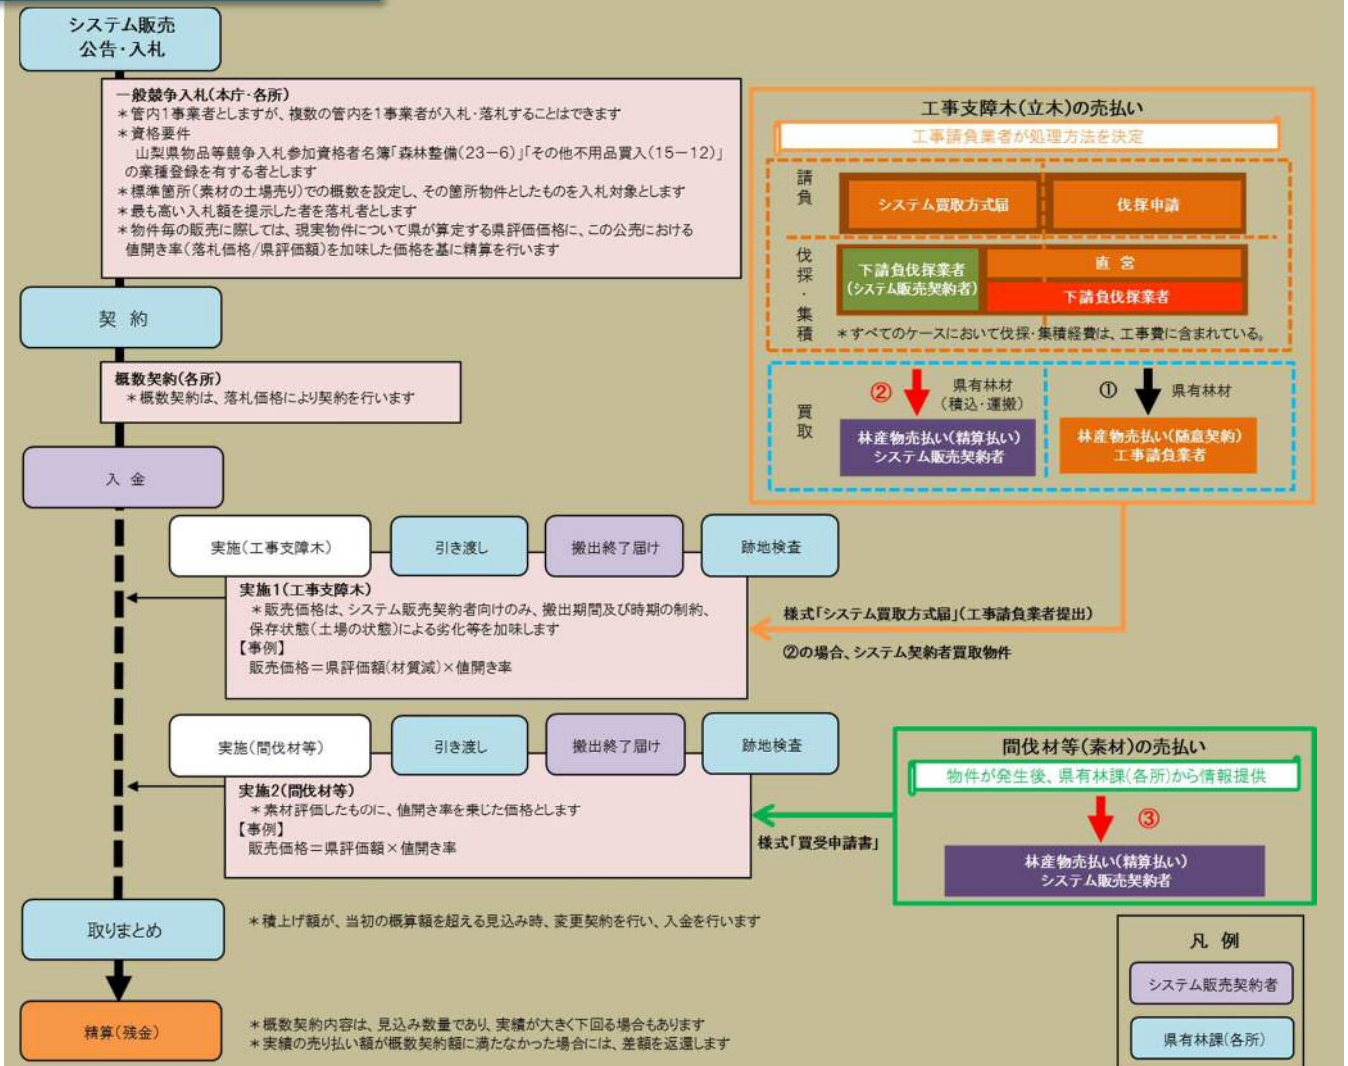 システム販売
公告・入札
一般競争入札(本庁・各所)
＊管内1事業者としますが、複数の管内を1事業者が入札・落札することはできます
＊資格要件
山梨県物品等競争入札参加資格者名簿「森林整備(23－6)」「その他不用品買入(15－12)」
の業種登録を有する者とします
＊標準箇所(素材の土場売り)での概数を設定し、その箇所物件としたものを入札対象とします
＊最も高い入札額を提示した者を落札者とします
＊物件毎の販売に際しては、現実物件について県が算定する県評価価格に、この公売における
値開き率(落札価格/県評価額)を加味した価格を基に精算を行います
契 約
概数契約(各所)
＊概数契約は、落札価格により契約を行います
入 金
工事支障木(立木)の売払い
工事請負業者が処理方法を決定
請負
システム買取方式届
伐採申請
伐採・集積
下請負伐採業者
(システム販売契約者)
直 営
下請負伐採業者
＊すべてのケースにおいて伐採・集積経費は、工事費に含まれている。
買取
②
県有林材
(積込・運搬)
①
県有林材
林産物売払い(精算払い)
システム販売契約者
林産物売払い(随意契約)
工事請負業者
実施(工事支障木)
引き渡し
搬出終了届け
跡地検査
実施1(工事支障木)
＊販売価格は、システム販売契約者向けのみ、搬出期間及び時期の制約、
保存状態(土場の状態)による劣化等を加味します
【事例】
販売価格＝県評価額(材質減)×値開き率
様式「システム買取方式届」(工事請負業者提出)
②の場合、システム契約者買取物件
実施(間伐材等)
引き渡し
搬出終了届け
跡地検査
実施2(間伐材等)
＊素材評価したものに、値開き率を乗じた価格とします
【事例】
販売価格＝県評価額×値開き率
様式「買受申請書」
間伐材等(素材)の売払い
物件が発生後、県有林課(各所)から情報提供
③
林産物売払い(精算払い)
システム販売契約者
取りまとめ
＊積上げ額が、当初の概算額を超える見込み時、変更契約を行い、入金を行います
精算(残金)
＊概数契約内容は、見込み数量であり、実績が大きく下回る場合もあります
＊実績の売り払い額が概数契約額に満たなかった場合には、差額を返還します
凡 例
システム販売契約者
県有林課(各所)